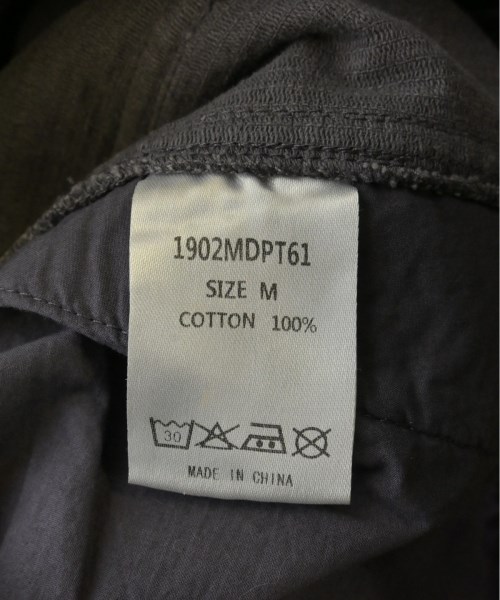 1902MDPT61
SIZE M
COTTON 100%
30
MADE IN CHINA